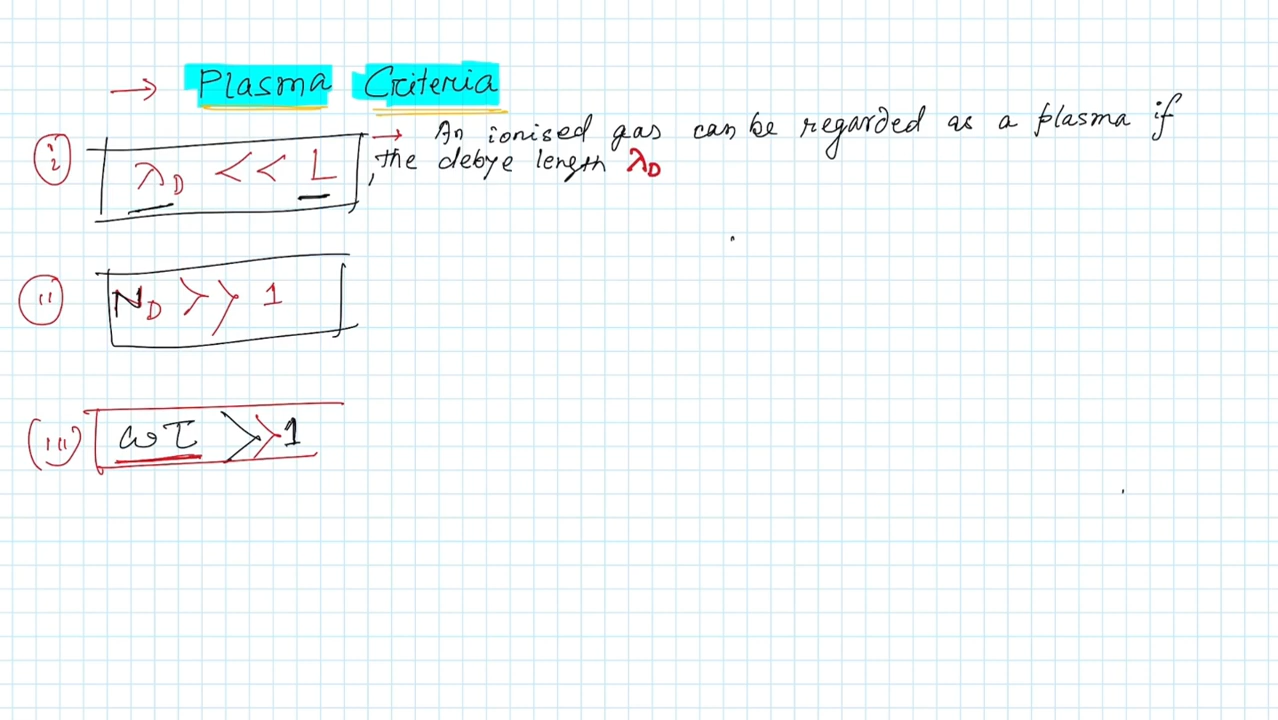 → Plasma Criteria
(i) λD << L → An ionised gas can be regarded as a plasma if
, the debye length λD
(ii) ND >> 1
(iii) ωτ >> 1